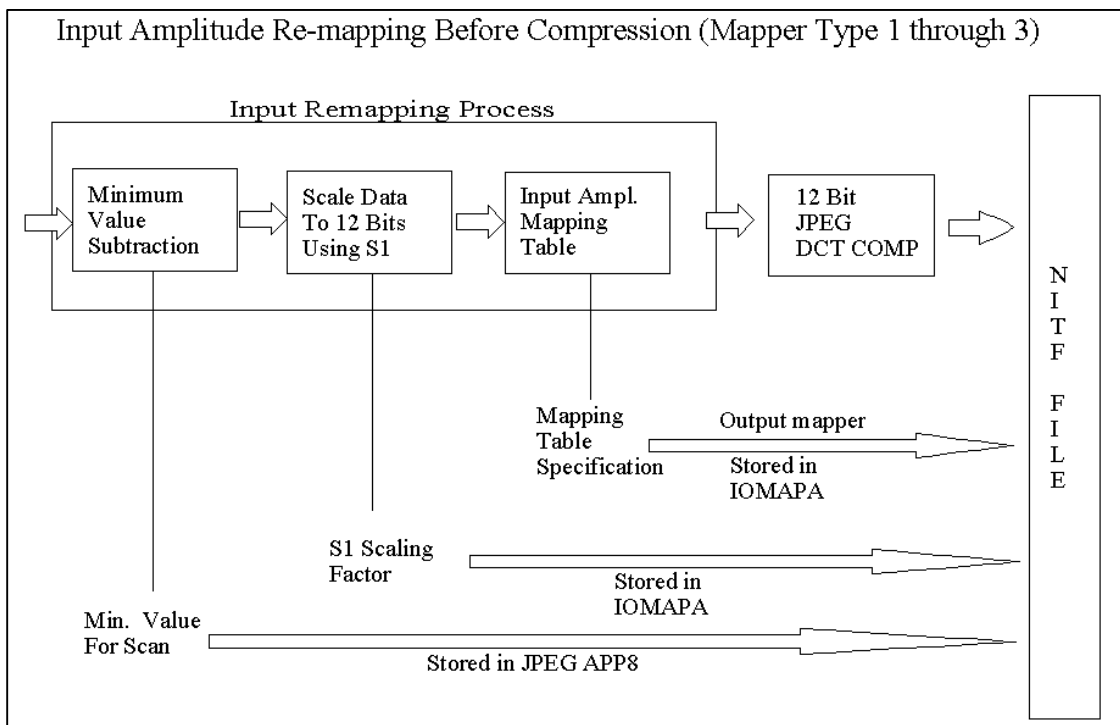 Input Amplitude Re-mapping Before Compression (Mapper Type 1 through 3)
Input Remapping Process
Minimum
Value
Subtraction
Scale Data
To 12 Bits
Using S1
Input Ampl.
Mapping
Table
12 Bit
JPEG
DCT COMP
N
I
T
F
F
I
L
E
Mapping
Table
Specification
Output mapper
Stored in
IOMAPA
S1 Scaling
Factor
Stored in
IOMAPA
Min. Value
For Scan
Stored in JPEG APP8